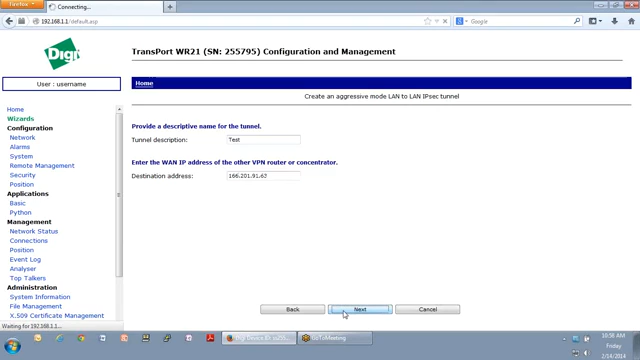 Firefox
Connecting...
192.168.1.1/default.asp
Google
Digi
TransPort WR21 (SN: 255795) Configuration and Management
User : username
Home
Create an aggressive mode LAN to LAN IPsec tunnel
Home
Wizards
Configuration
Network
Alarms
System
Remote Management
Security
Position
Applications
Basic
Python
Management
Network Status
Connections
Position
Event Log
Analyser
Top Talkers
Administration
System Information
File Management
X.509 Certificate Management
Provide a descriptive name for the tunnel.
Tunnel description: Test
Enter the WAN IP address of the other VPN router or concentrator.
Destination address: 166.201.91.63
Back Next Cancel
Waiting for 192.168.1.1...
GoToMeeting
10:56 AM
Friday
2/14/2014